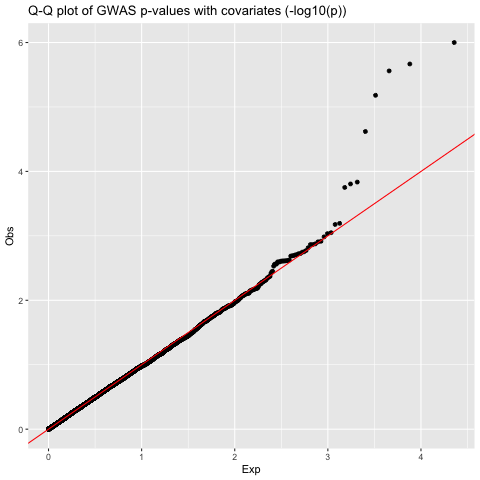 Q-Q plot of GWAS p-values with covariates (-log10(p))
6
4
2
0
Obs
0 1 2 3 4
Exp